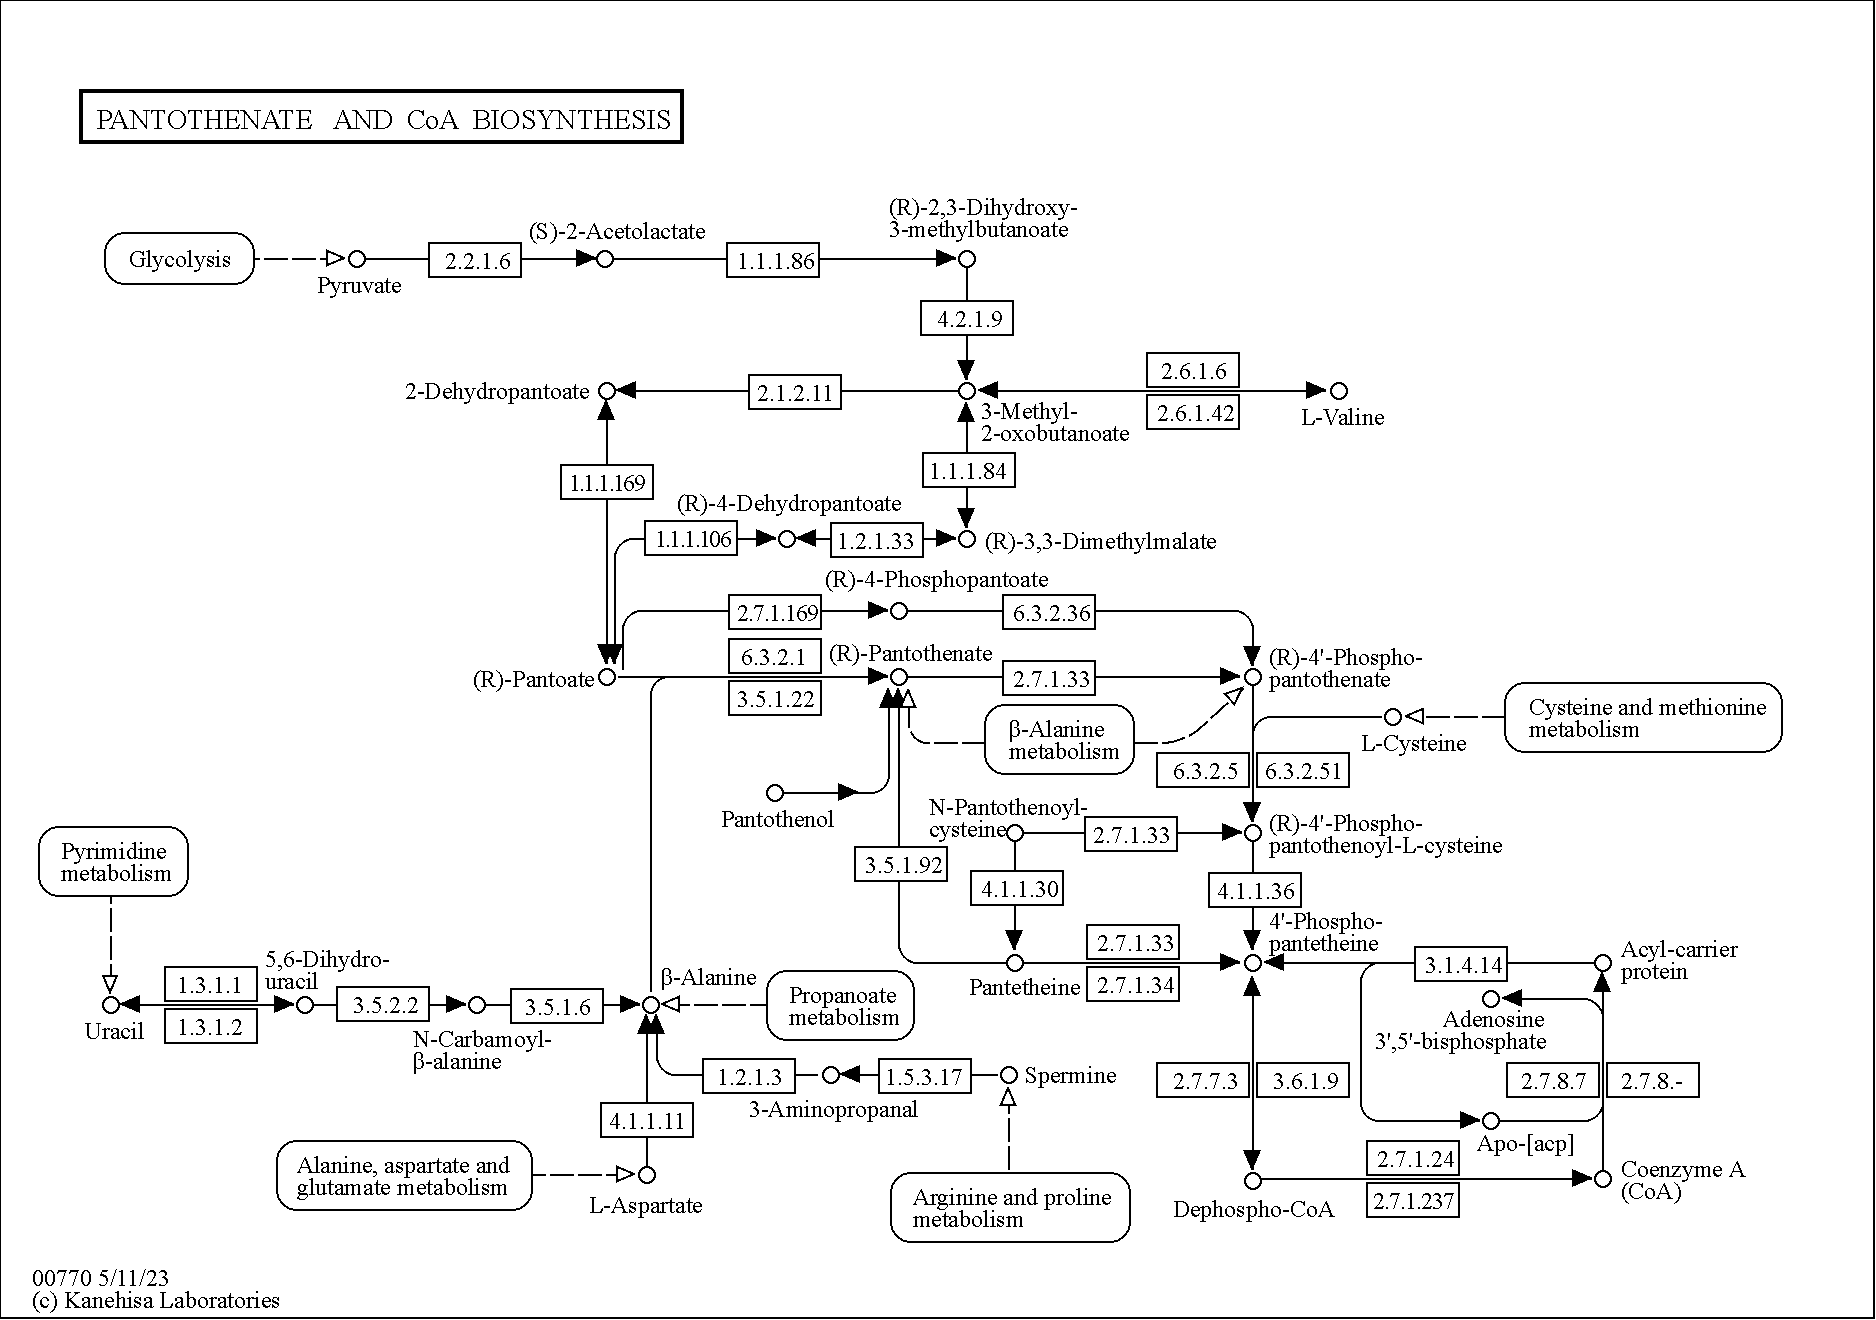 PANTOTHENATE AND CoA BIOSYNTHESIS
(R)-2,3-Dihydroxy-
3-methylbutanoate
(S)-2-Acetolactate
Glycolysis
2.2.1.6
1.1.1.86
Pyruvate
4.2.1.9
2-Dehydropantoate
2.1.2.11
2.6.1.6
2.6.1.42
L-Valine
3-Methyl-
2-oxobutanoate
1.1.1.169
1.1.1.84
(R)-4-Dehydropantoate
1.1.1.106
1.2.1.33
(R)-3,3-Dimethylmalate
(R)-4-Phosphopantoate
2.7.1.169
6.3.2.36
6.3.2.1
(R)-Pantothenate
(R)-4'-Phospho-
pantothenate
(R)-Pantoate
3.5.1.22
2.7.1.33
β-Alanine
metabolism
Cysteine and methionine
metabolism
L-Cysteine
6.3.2.5
6.3.2.51
Pantothenol
N-Pantothenoyl-
cysteine
2.7.1.33
(R)-4'-Phospho-
pantothenoyl-L-cysteine
Pyrimidine
metabolism
3.5.1.92
4.1.1.30
4.1.1.36
4'-Phospho-
pantetheine
2.7.1.33
2.7.1.34
Pantetheine
3.1.4.14
Acyl-carrier
protein
5,6-Dihydro-
uracil
1.3.1.1
1.3.1.2
3.5.2.2
3.5.1.6
β-Alanine
Propanoate
metabolism
Uracil
N-Carbamoyl-
β-alanine
Adenosine
3',5'-bisphosphate
1.2.1.3
1.5.3.17
Spermine
3-Aminopropanal
2.7.7.3
3.6.1.9
2.7.8.7
2.7.8.-
4.1.1.11
Apo-[acp]
Alanine, aspartate and
glutamate metabolism
L-Aspartate
Arginine and proline
metabolism
2.7.1.24
2.7.1.237
Dephospho-CoA
Coenzyme A
(CoA)
00770 5/11/23
(c) Kanehisa Laboratories